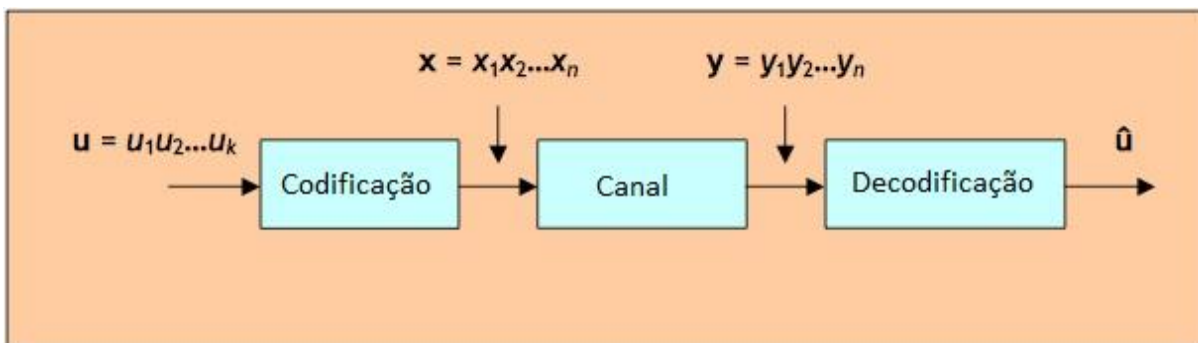 x = x₁x₂...xₙ
y = y₁y₂...yₙ
u = u₁u₂...uₖ
Codificação
Canal
Decodificação
û